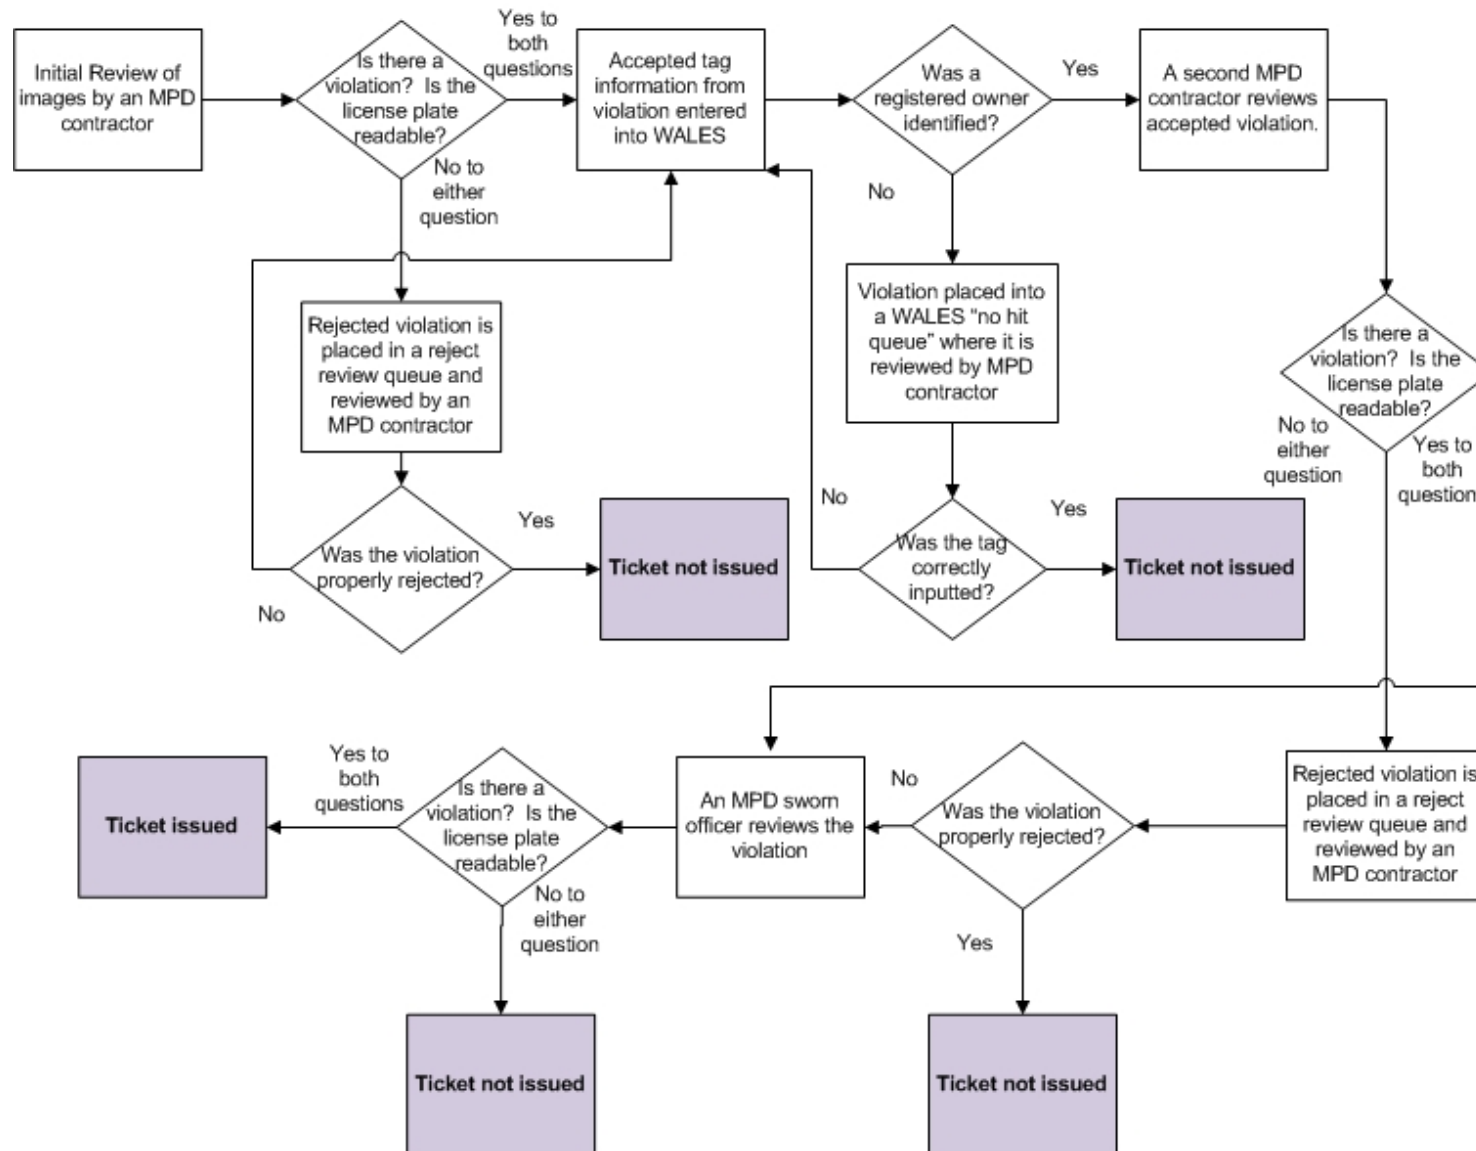 Initial Review of
images by an MPD
contractor
Is there a
violation? Is the
license plate
readable?
Yes to
both
questions
No to
either
question
Accepted tag
information from
violation entered
into WALES
Was a
registered owner
identified?
Yes
No
A second MPD
contractor reviews
accepted violation.
Rejected violation is
placed in a reject
review queue and
reviewed by an
MPD contractor
Violation placed into
a WALES “no hit
queue” where it is
reviewed by MPD
contractor
Is there a
violation? Is the
license plate
readable?
No to
either
question
Yes to
both
question
Was the violation
properly rejected?
Yes
No
Ticket not issued
No
Was the tag
correctly
inputted?
Yes
Ticket not issued
Ticket issued
Yes to
both
questions
Is there a
violation? Is the
license plate
readable?
No to
either
question
An MPD sworn
officer reviews the
violation
No
Was the violation
properly rejected?
Yes
Rejected violation is
placed in a reject
review queue and
reviewed by an
MPD contractor
Ticket not issued
Ticket not issued